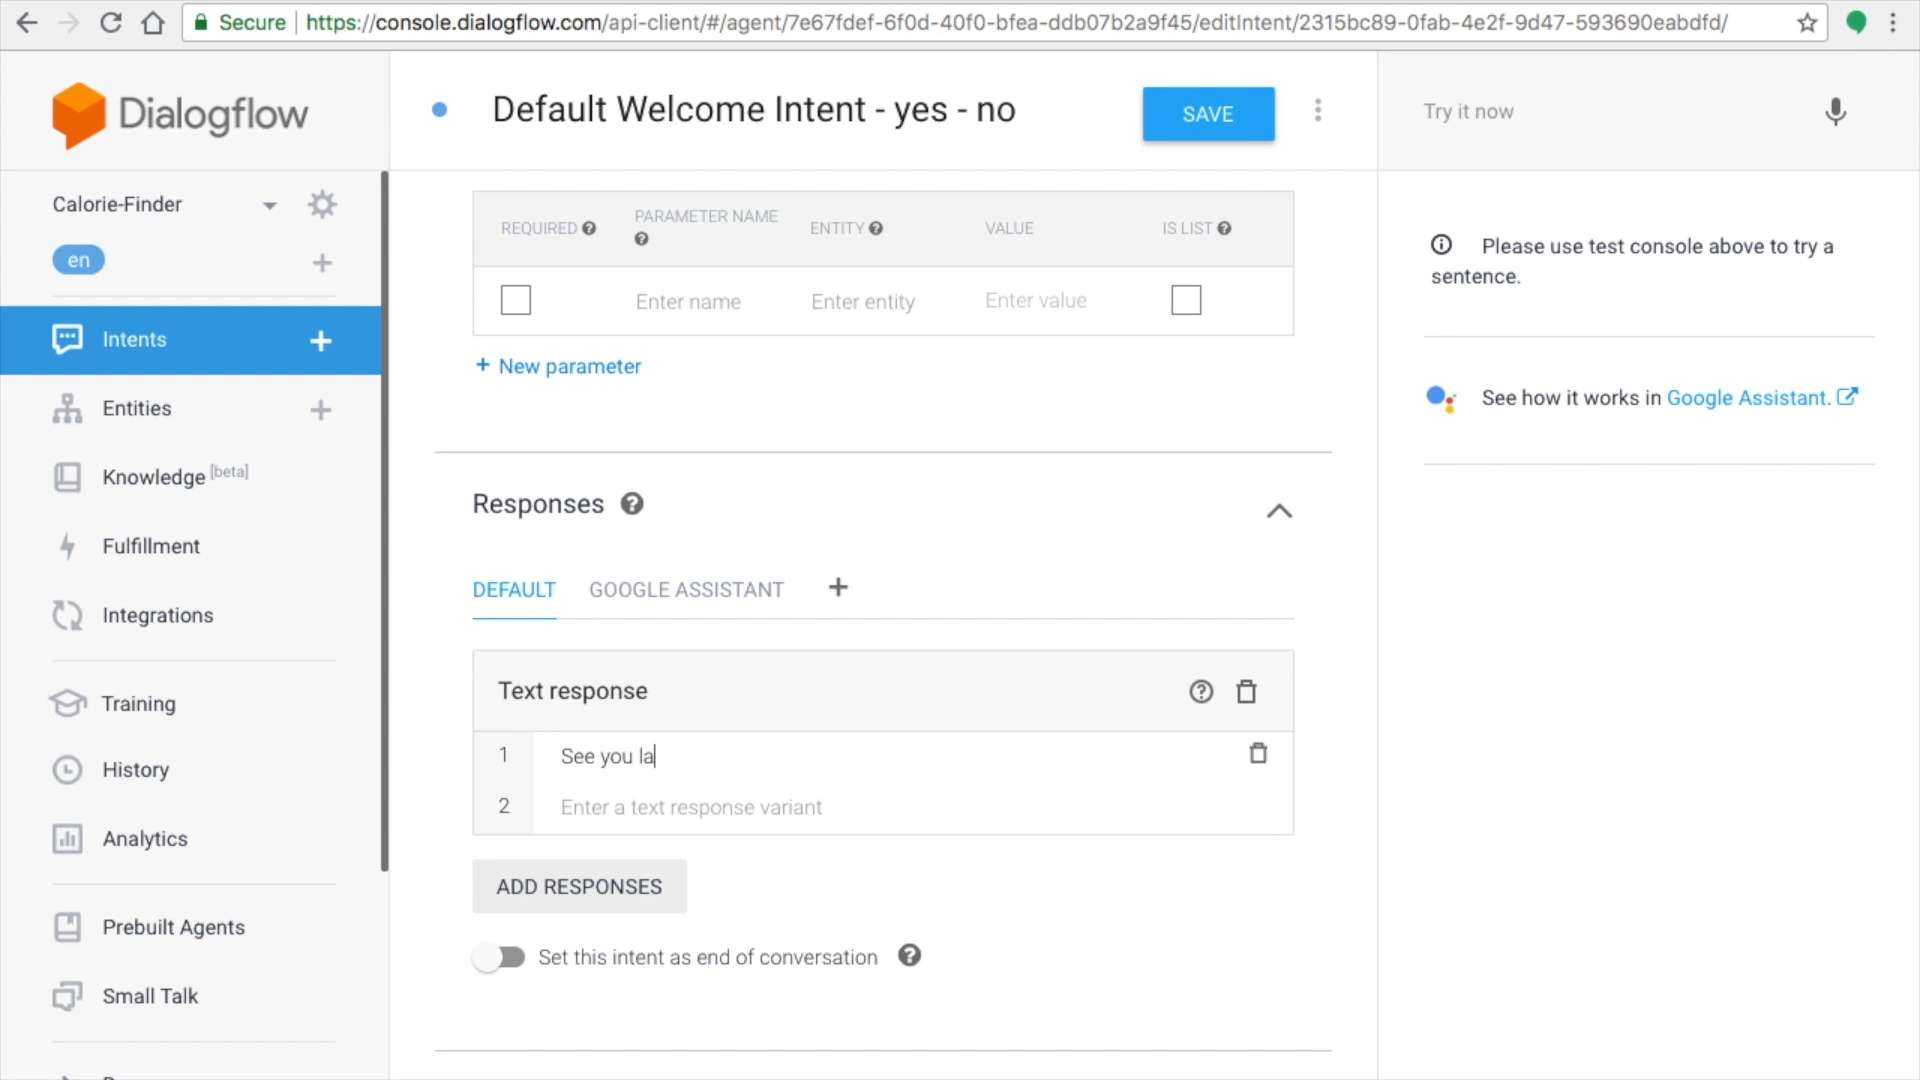 Secure https://console.dialogflow.com/api-client/#/agent/7e67fdef-6f0d-40f0-bfea-ddb07b2a9f45/editIntent/2315bc89-0fab-4e2f-9d47-593690eabdfd/
Dialogflow
Calorie-Finder
en
Intents
Entities
Knowledge [beta]
Fulfillment
Integrations
Training
History
Analytics
Prebuilt Agents
Small Talk
Default Welcome Intent - yes - no
SAVE
REQUIRED PARAMETER NAME ENTITY VALUE IS LIST
Enter name Enter entity Enter value
+ New parameter
Responses
DEFAULT GOOGLE ASSISTANT
Text response
1 See you la
2 Enter a text response variant
ADD RESPONSES
Set this intent as end of conversation
Try it now
Please use test console above to try a
sentence.
See how it works in Google Assistant.